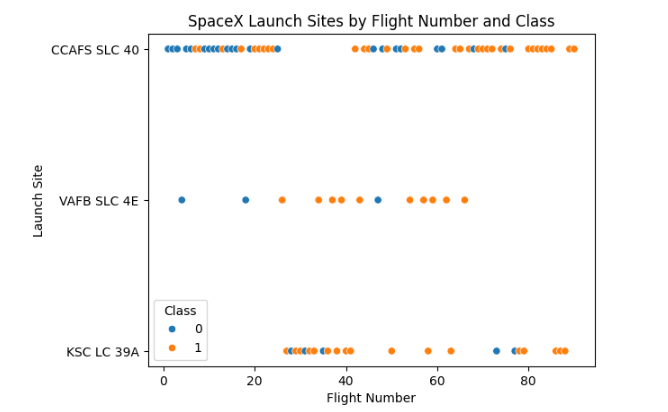 SpaceX Launch Sites by Flight Number and Class
Launch Site
CCAFS SLC 40
VAFB SLC 4E
KSC LC 39A
Class
0
1
0 20 40 60 80
Flight Number